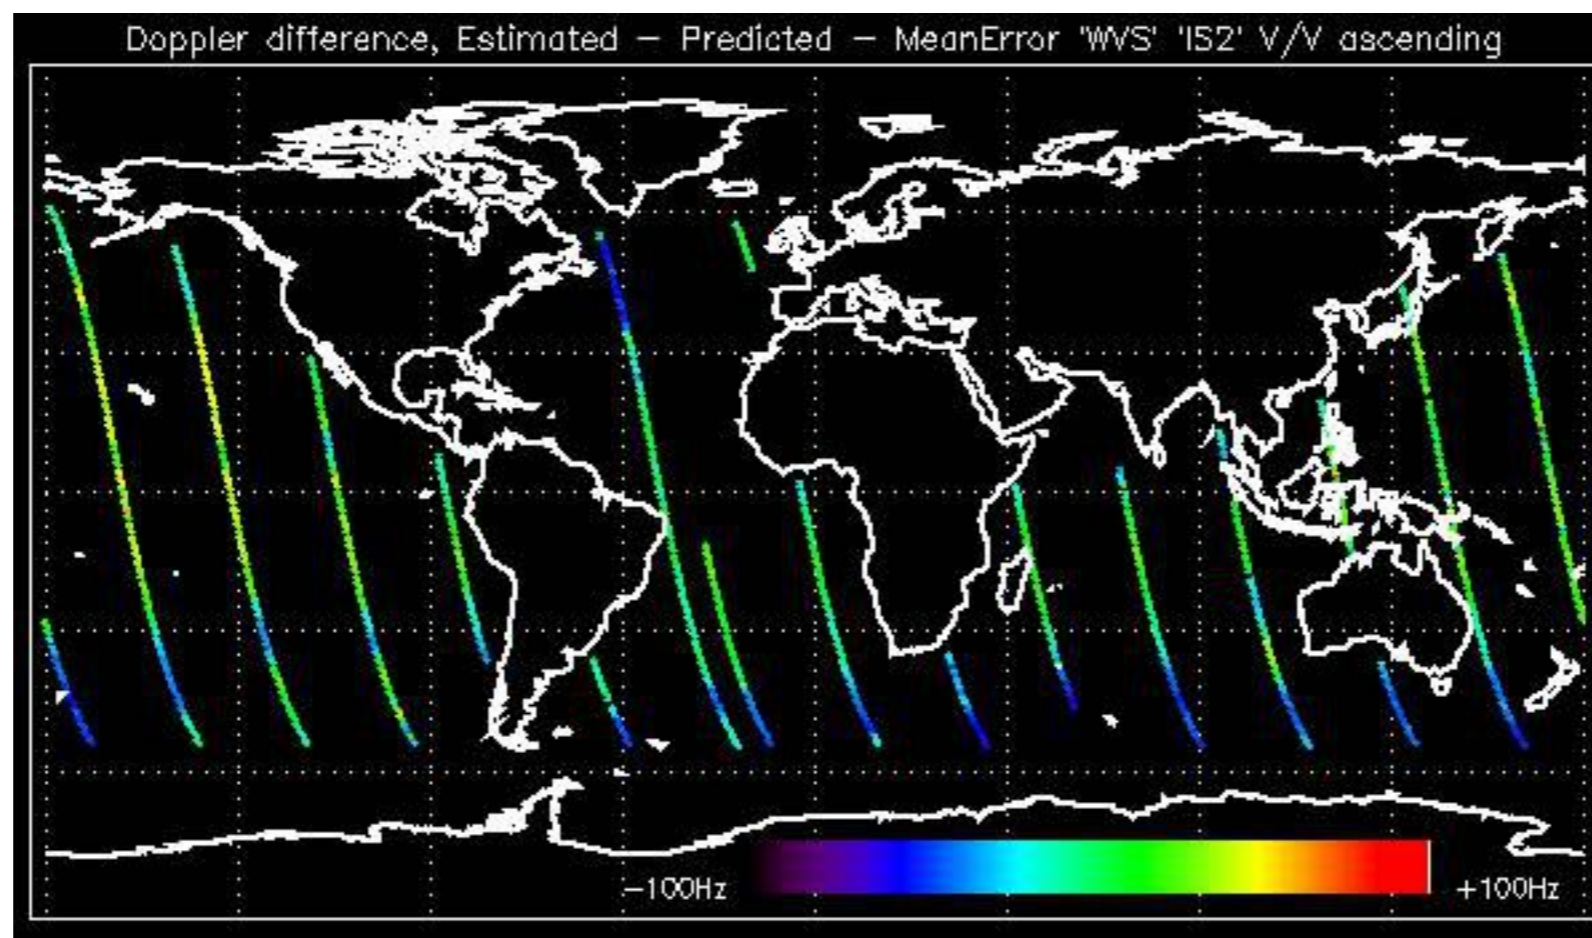 Doppler difference, Estimated – Predicted – MeanError 'WVS' 'IS2' V/V ascending
-100Hz
+100Hz